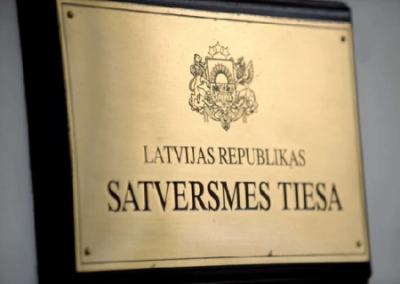 LATVIJAS REPUBLIKAS
SATVERSMES TIESA